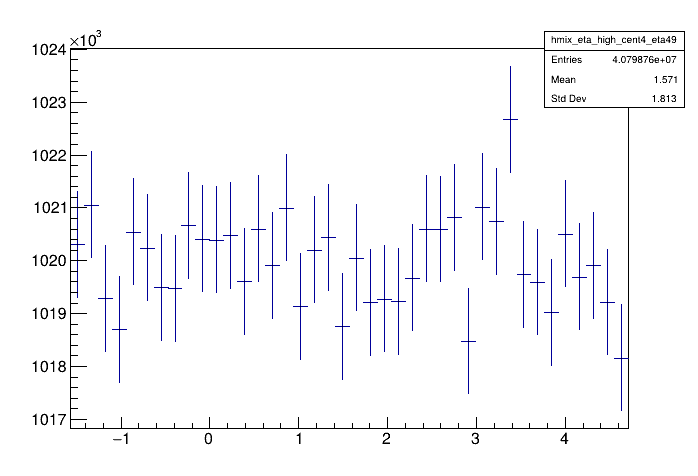 ×10³
hmix_eta_high_cent4_eta49
Entries 4.079876e+07
Mean 1.571
Std Dev 1.813
1024
1023
1022
1021
1020
1019
1018
1017
−1 0 1 2 3 4